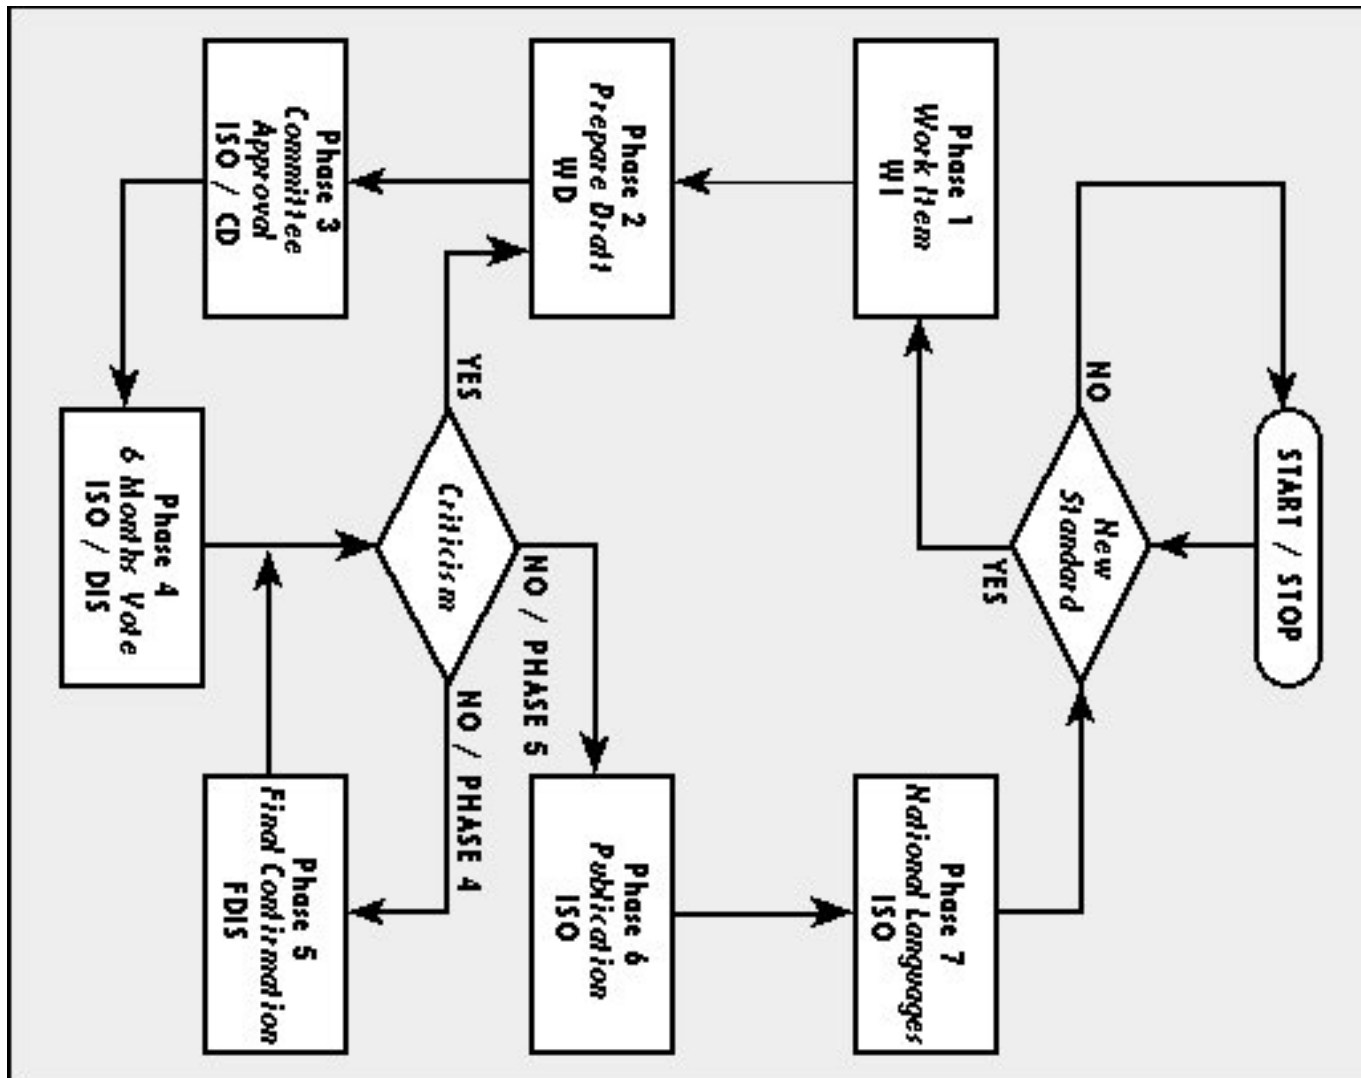 START / STOP
New
Standard
NO
YES
Phase 1
Work Item
WI
Phase 2
Prepare Draft
WD
Phase 3
Committee
Approval
ISO / CD
Phase 4
6 Months Vote
ISO / DIS
Criticism
YES
NO / PHASE 5
NO / PHASE 4
Phase 5
Final Confirmation
FDIS
Phase 6
Publication
ISO
Phase 7
National Languages
ISO